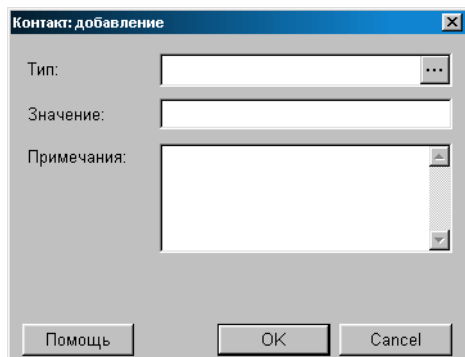 Контакт: добавление
Тип:
Значение:
Примечания:
Помощь OK Cancel